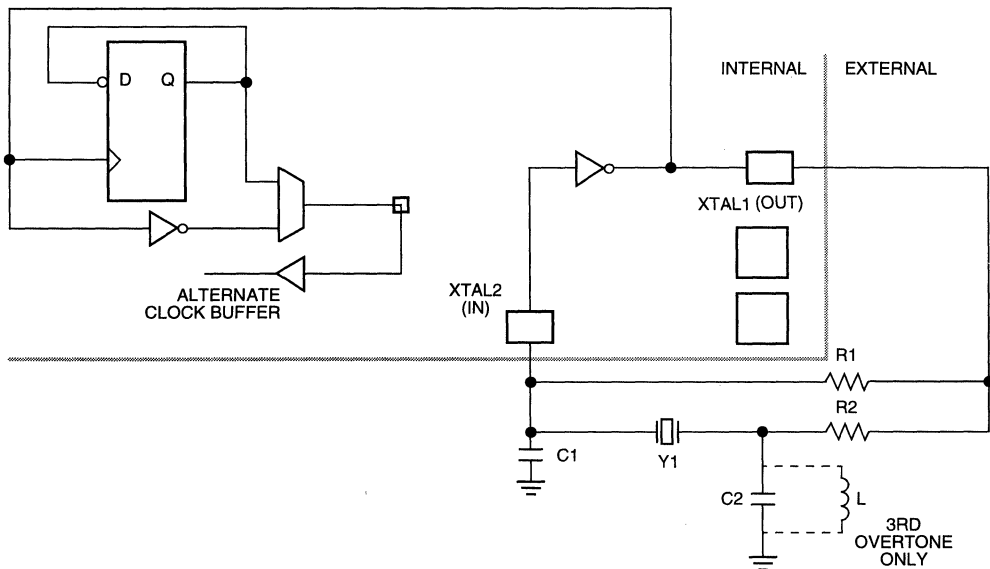 INTERNAL
EXTERNAL
D
Q
XTAL1 (OUT)
ALTERNATE
CLOCK BUFFER
XTAL2
(IN)
R1
R2
C1
Y1
C2
L
3RD
OVERTONE
ONLY